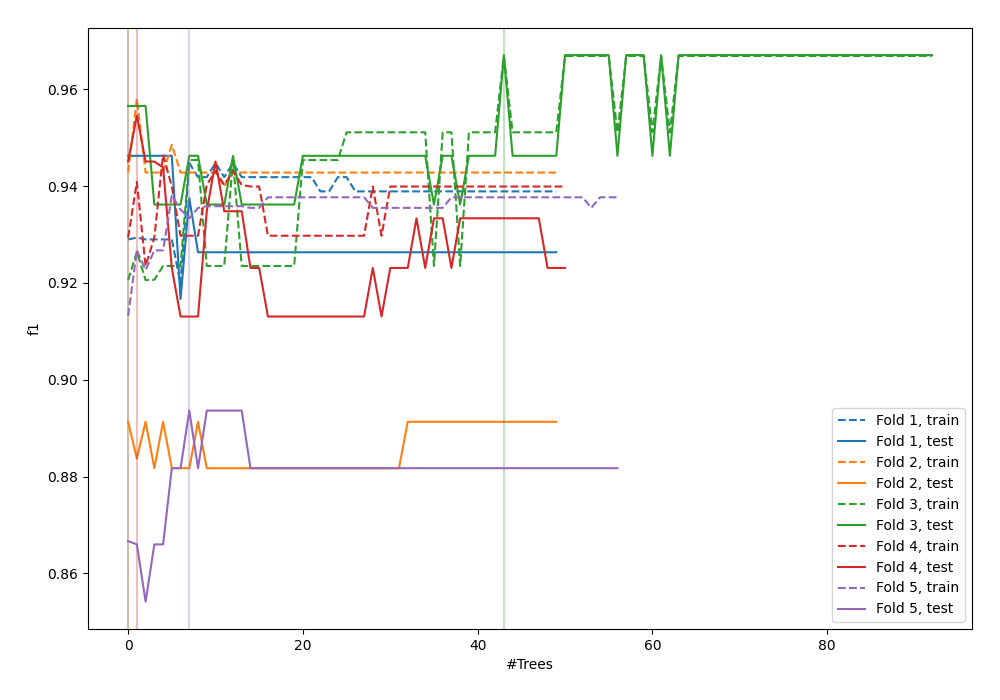 0.96
0.94
0.92
0.90
0.88
0.86
f1
0
20
40
60
80
#Trees
Fold 1, train
Fold 1, test
Fold 2, train
Fold 2, test
Fold 3, train
Fold 3, test
Fold 4, train
Fold 4, test
Fold 5, train
Fold 5, test